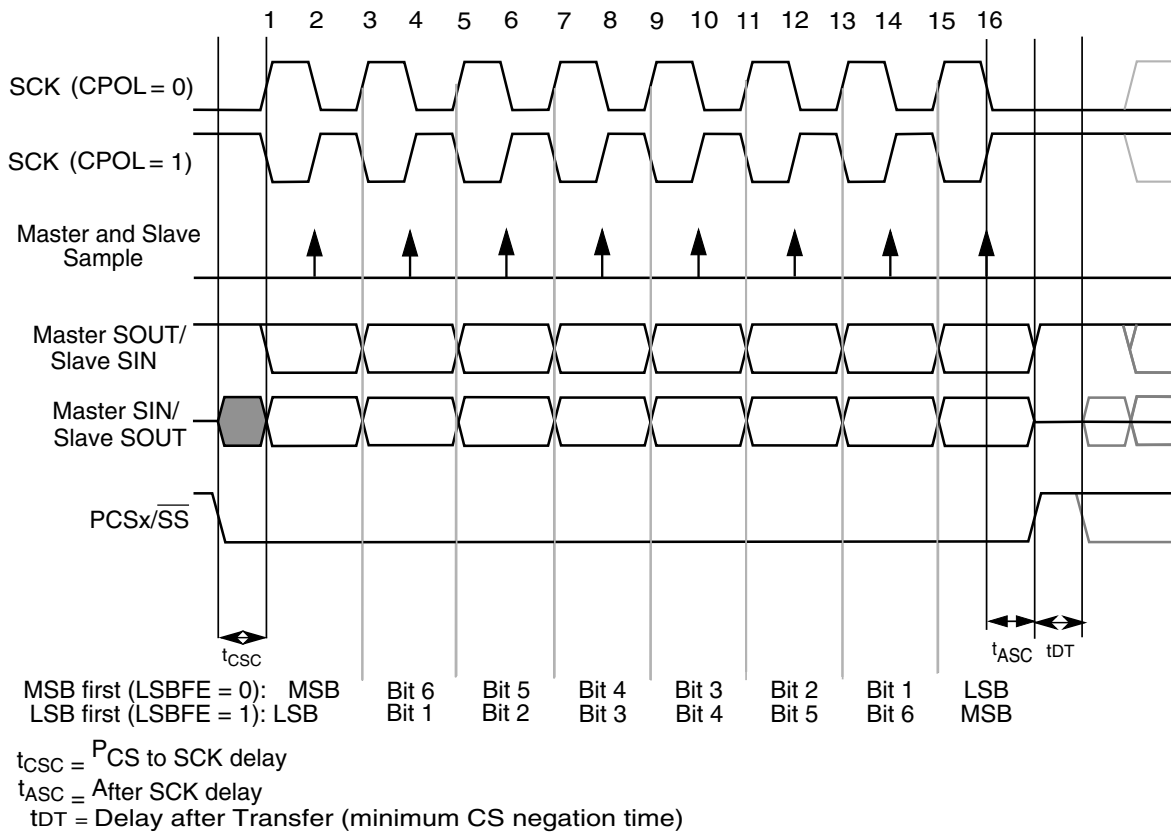 1 2 3 4 5 6 7 8 9 10 11 12 13 14 15 16
SCK (CPOL = 0)
SCK (CPOL = 1)
Master and Slave
Sample
Master SOUT/
Slave SIN
Master SIN/
Slave SOUT
PCSx/SS
tCSC
tASC
tDT
MSB first (LSBFE = 0): MSB Bit 6 Bit 5 Bit 4 Bit 3 Bit 2 Bit 1 LSB
LSB first (LSBFE = 1): LSB Bit 1 Bit 2 Bit 3 Bit 4 Bit 5 Bit 6 MSB
tCSC = PCS to SCK delay
tASC = After SCK delay
tDT = Delay after Transfer (minimum CS negation time)